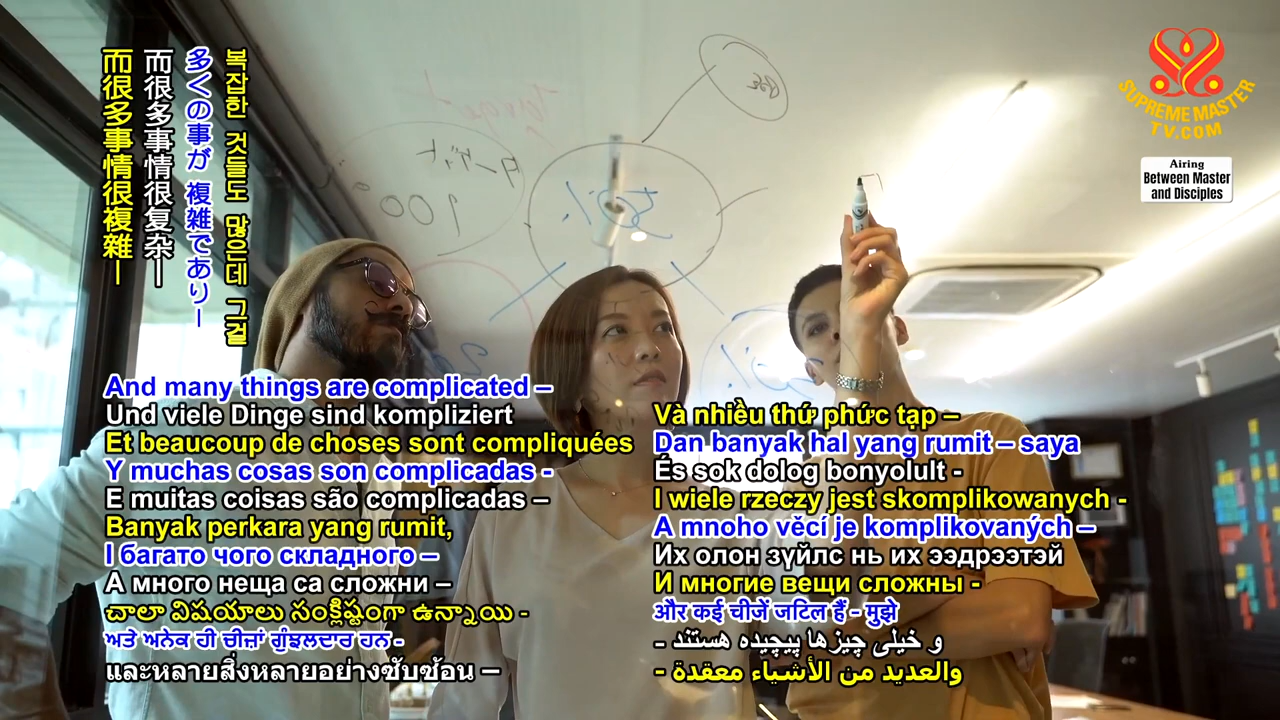 而很多事情很複雜—
而很多事情很复杂—
多くの事が 複雑であり—
복잡한 것들도 많은데 그걸
SUPREME MASTER
TV.COM
Airing
Between Master
and Disciples
ターゲット
100
And many things are complicated –
Und viele Dinge sind kompliziert
Et beaucoup de choses sont compliquées
Y muchas cosas son complicadas -
E muitas coisas são complicadas –
Banyak perkara yang rumit,
І багато чого складного –
А много неща са сложни –
చాలా విషయాలు సంక్లిష్టంగా ఉన్నాయి -
ਅਤੇ ਅਨੇਕ ਹੀ ਚੀਜ਼ਾਂ ਗੁੰਝਲਦਾਰ ਹਨ -
และหลายสิ่งหลายอย่างซับซ้อน –
Và nhiều thứ phức tạp –
Dan banyak hal yang rumit – saya
És sok dolog bonyolult -
I wiele rzeczy jest skomplikowanych -
A mnoho věcí je komplikovaných –
Их олон зүйлс нь их ээдрээтэй
И многие вещи сложны -
और कई चीजें जटिल हैं - मुझे
و خیلی چیزها پیچیده هستند -
والعديد من الأشياء معقدة -